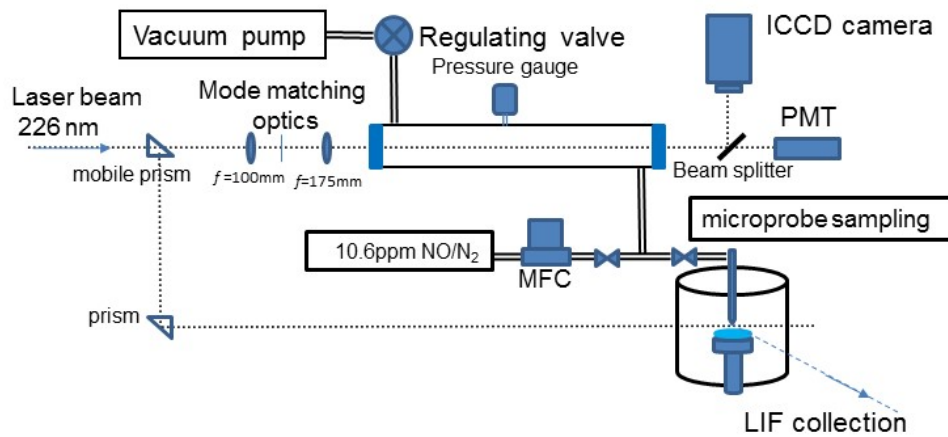 Vacuum pump
Regulating valve
Pressure gauge
ICCD camera
Laser beam
226 nm
Mode matching
optics
PMT
mobile prism
f =100mm
f=175mm
Beam splitter
microprobe sampling
10.6ppm NO/N₂
MFC
prism
LIF collection